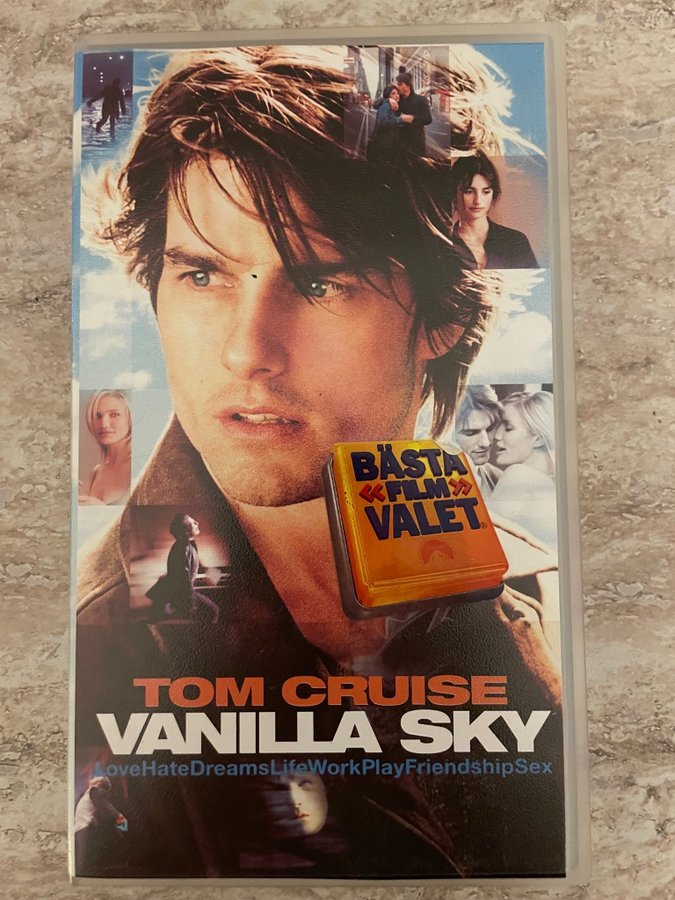 BÄSTA
«FILM»
VALET®
TOM CRUISE
VANILLA SKY
LoveHateDreamsLifeWorkPlayFriendshipSex